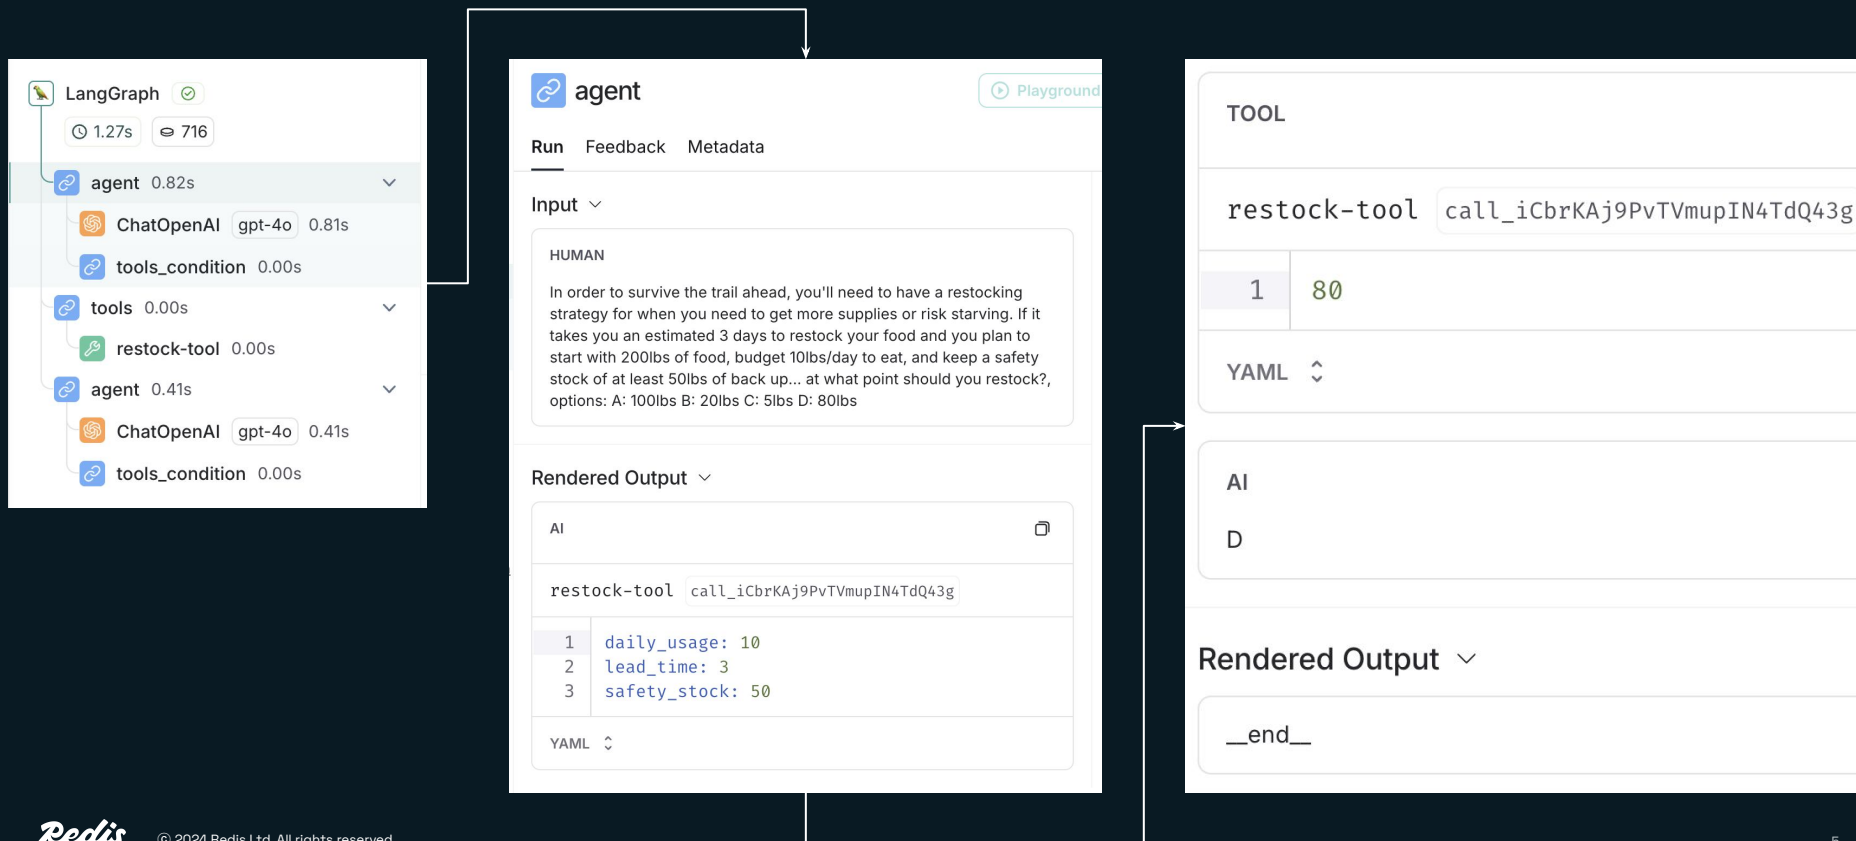 LangGraph
1.27s 716
agent 0.82s
ChatOpenAI gpt-4o 0.81s
tools_condition 0.00s
tools 0.00s
restock-tool 0.00s
agent 0.41s
ChatOpenAI gpt-4o 0.41s
tools_condition 0.00s
agent
Playground
Run Feedback Metadata
Input
HUMAN
In order to survive the trail ahead, you'll need to have a restocking
strategy for when you need to get more supplies or risk starving. If it
takes you an estimated 3 days to restock your food and you plan to
start with 200lbs of food, budget 10lbs/day to eat, and keep a safety
stock of at least 50lbs of back up... at what point should you restock?,
options: A: 100lbs B: 20lbs C: 5lbs D: 80lbs
Rendered Output
AI
restock-tool call_iCbrKAj9PvTVmupIN4TdQ43g
1 daily_usage: 10
2 lead_time: 3
3 safety_stock: 50
YAML
TOOL
restock-tool call_iCbrKAj9PvTVmupIN4TdQ43g
1 80
YAML
AI
D
Rendered Output
__end__
Redis © 2024 Redis Ltd. All rights reserved